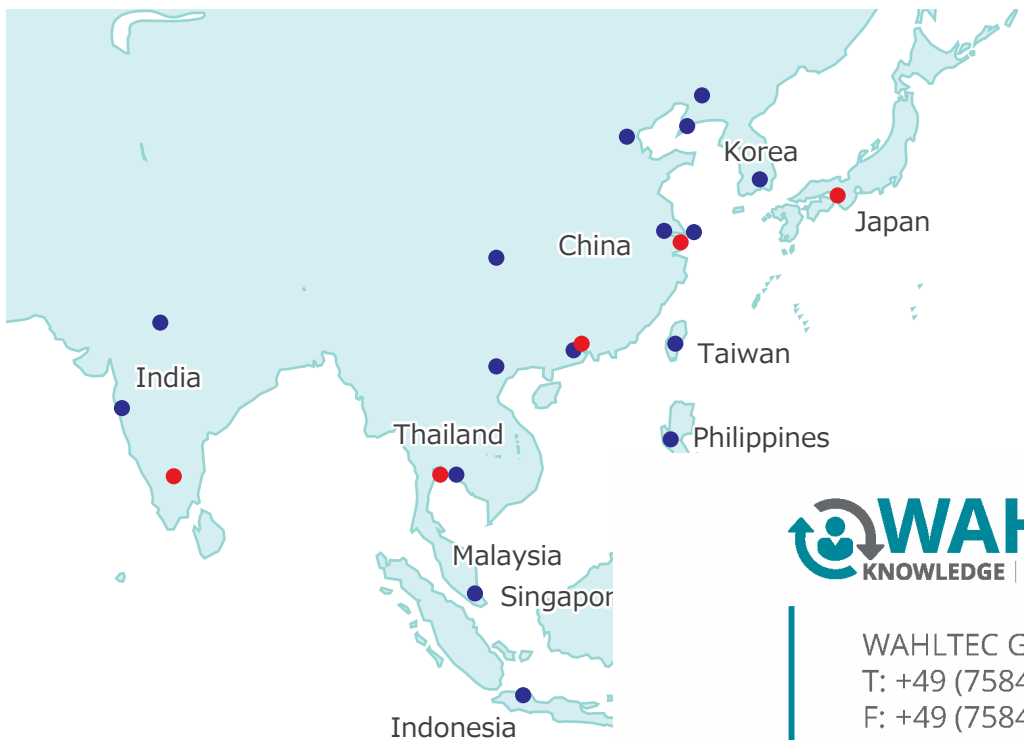 Korea
Japan
China
Taiwan
India
Thailand
Philippines
Malaysia
Singapor
Indonesia
WAH
KNOWLEDGE |
WAHLTEC G
T: +49 (7584
F: +49 (7584